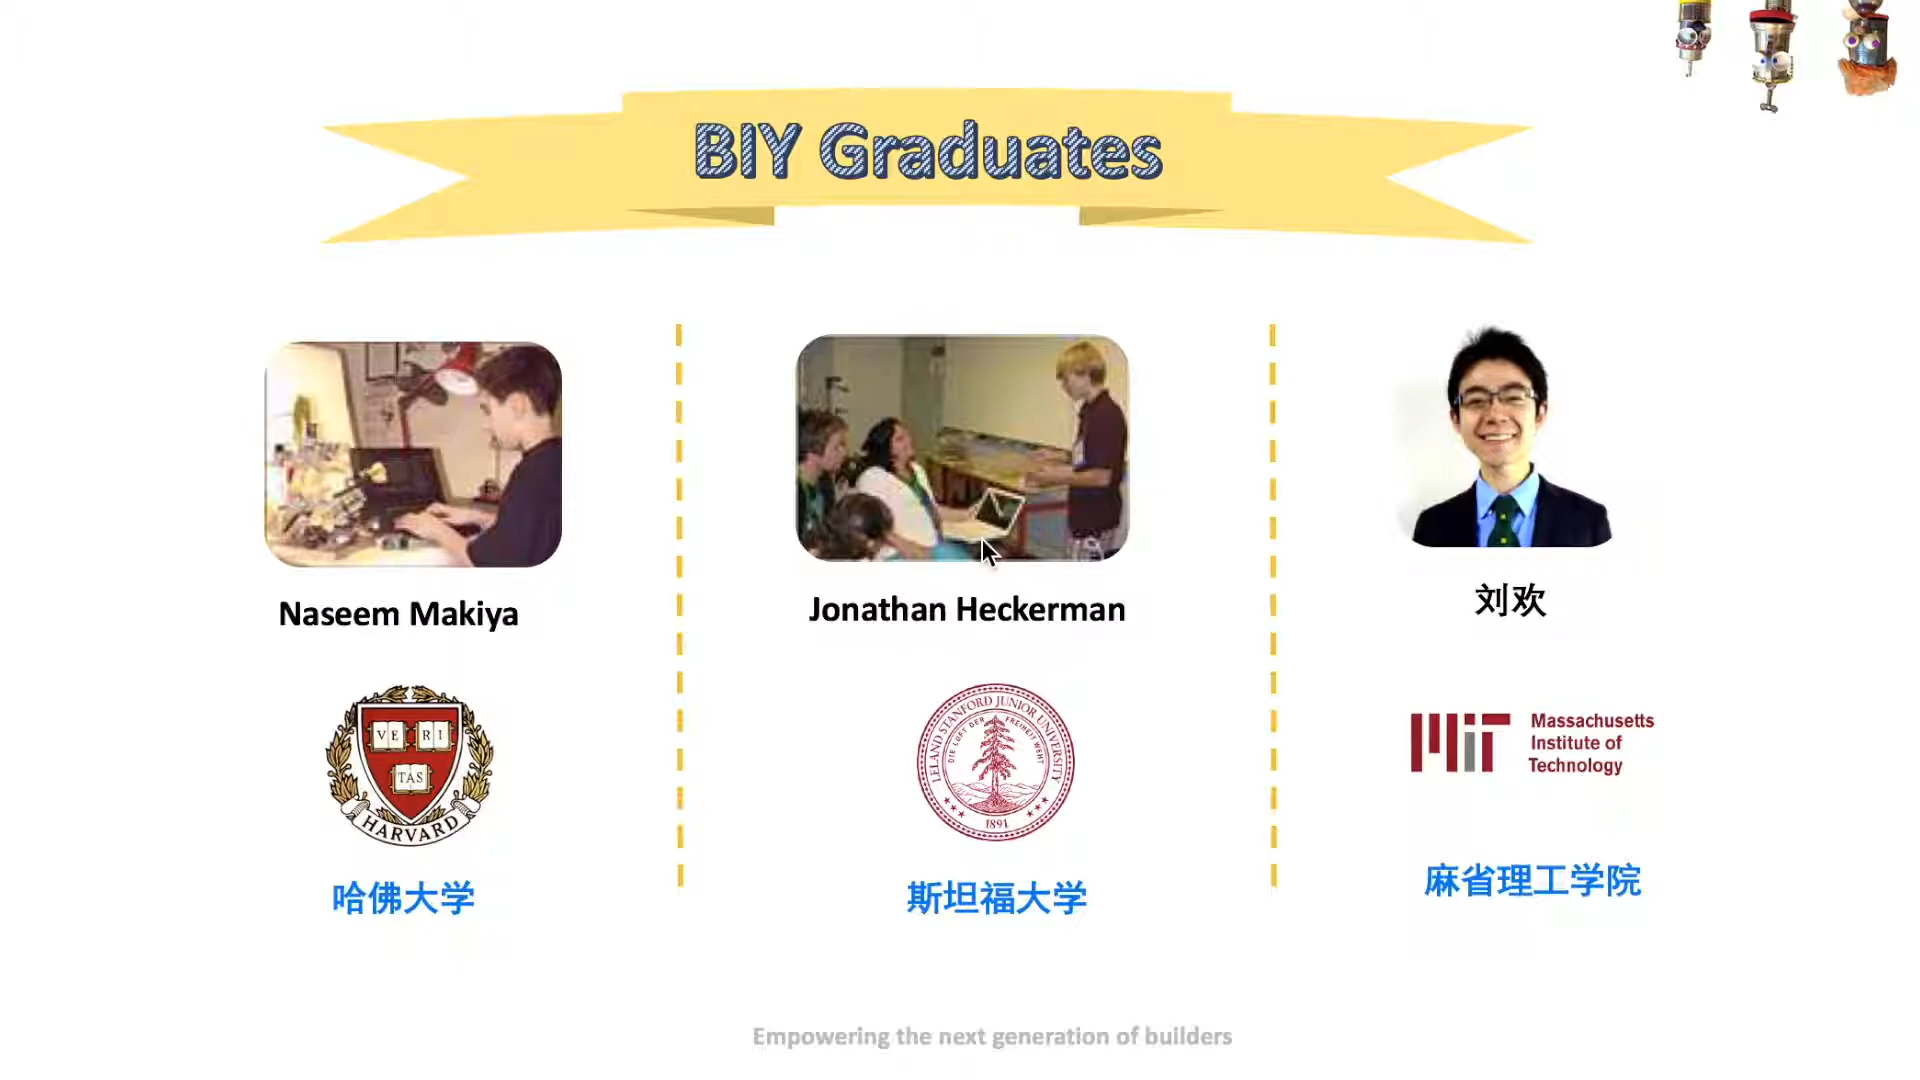 BIY Graduates
Naseem Makiya
Jonathan Heckerman
刘欢
VE RI
TAS
HARVARD
LELAND STANFORD JUNIOR UNIVERSITY
DIE LUFT DER FREIHEIT WEHT
1891
MIT
Massachusetts
Institute of
Technology
哈佛大学
斯坦福大学
麻省理工学院
Empowering the next generation of builders